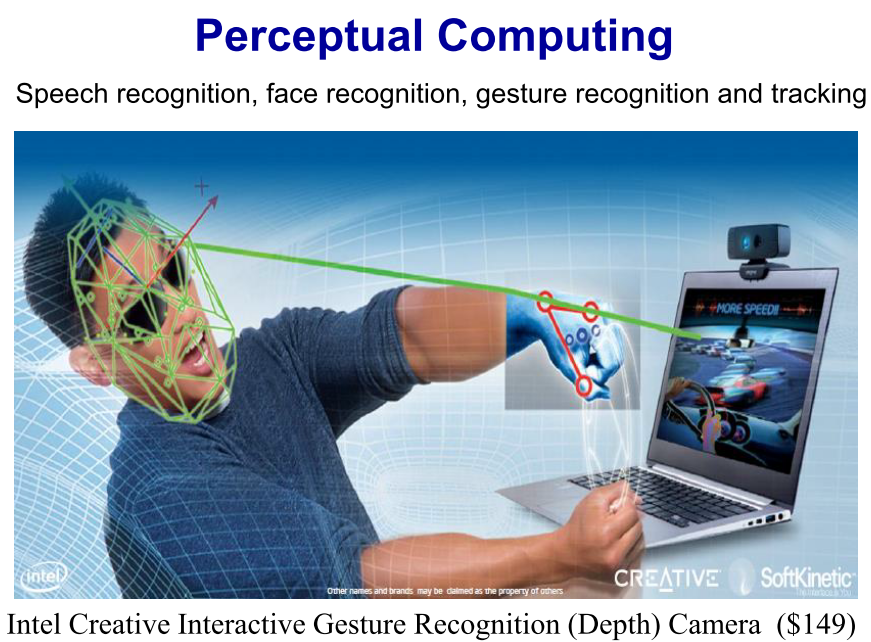 Perceptual Computing
Speech recognition, face recognition, gesture recognition and tracking
MORE SPEED!!
intel
Other names and brands may be claimed as the property of others
CREATIVE
SoftKinetic
The Interface Is You
Intel Creative Interactive Gesture Recognition (Depth) Camera ($149)